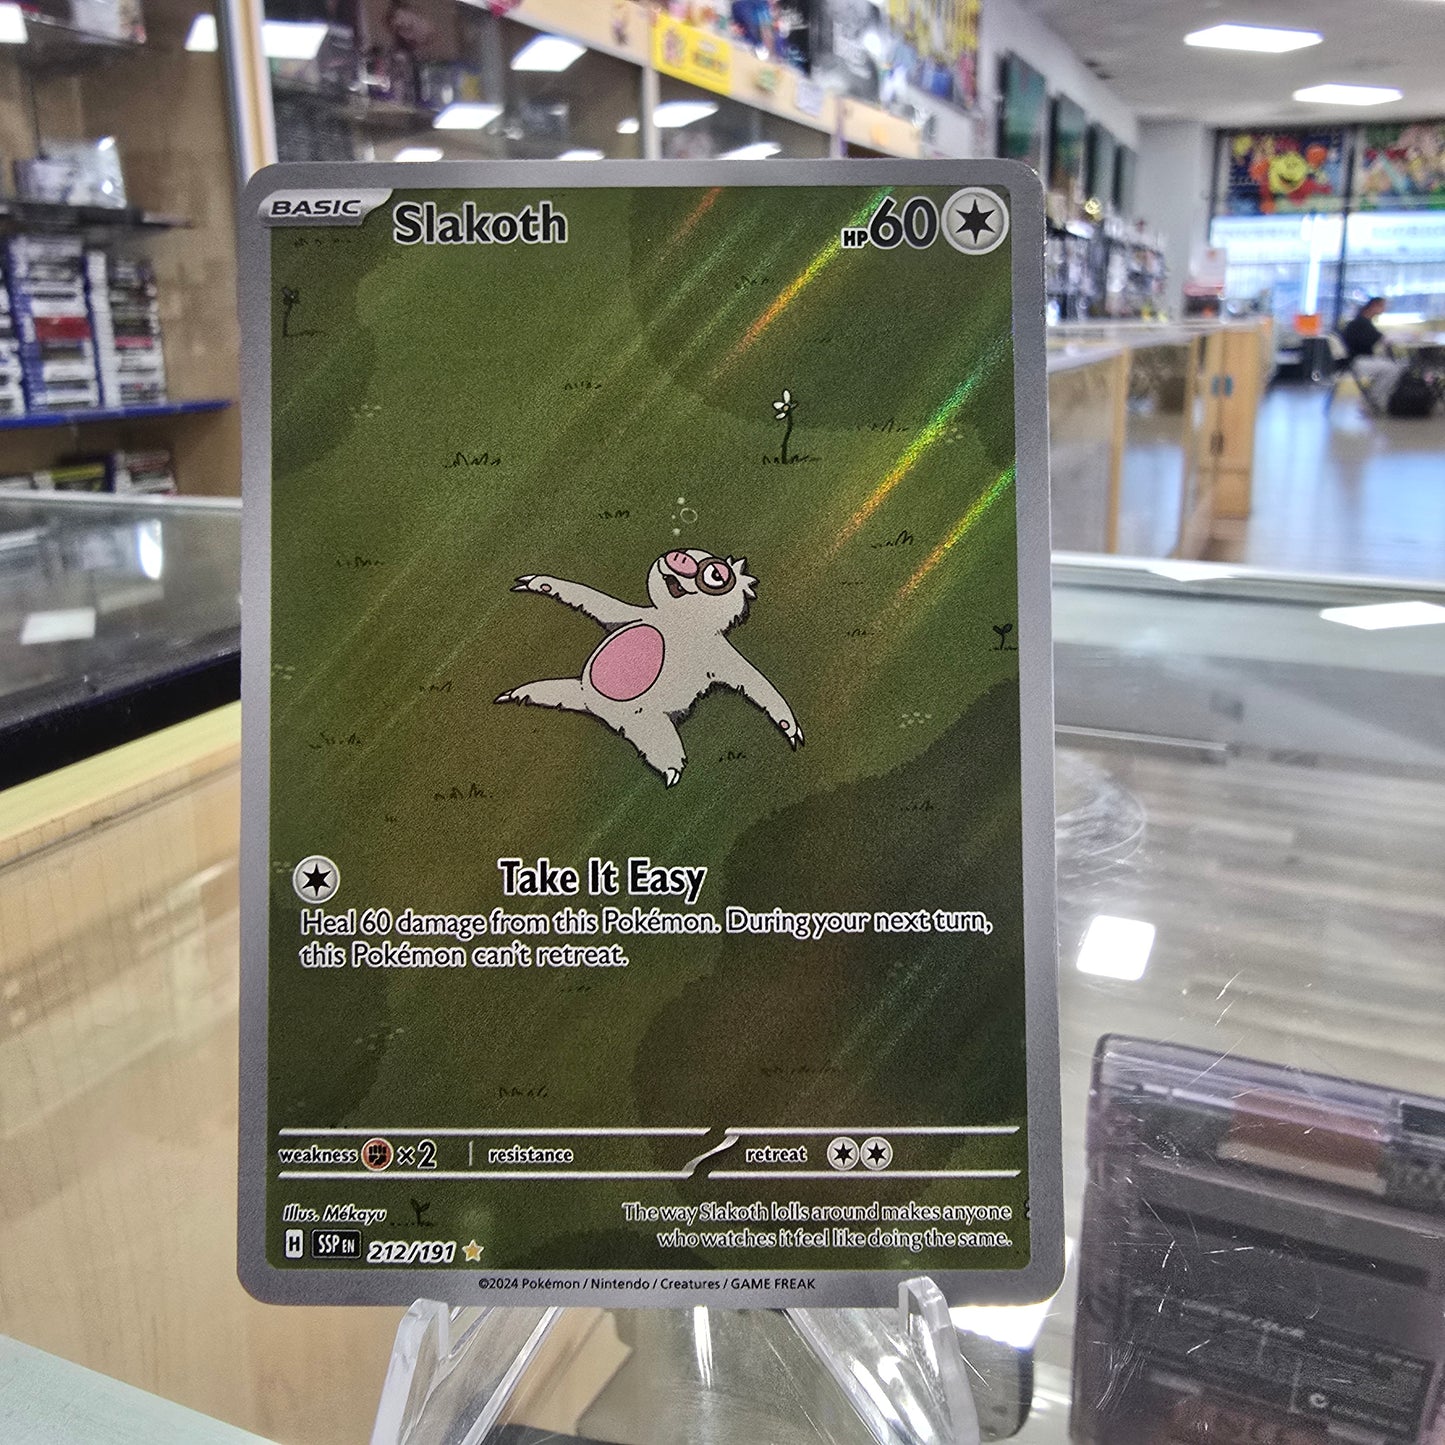 BASIC Slakoth HP60
Take It Easy
Heal 60 damage from this Pokémon. During your next turn,
this Pokémon can't retreat.
weakness ×2 resistance retreat
Illus. Mékayu
The way Slakoth lolls around makes anyone
who watches it feel like doing the same.
H SSP EN 212/191
©2024 Pokémon / Nintendo / Creatures / GAME FREAK